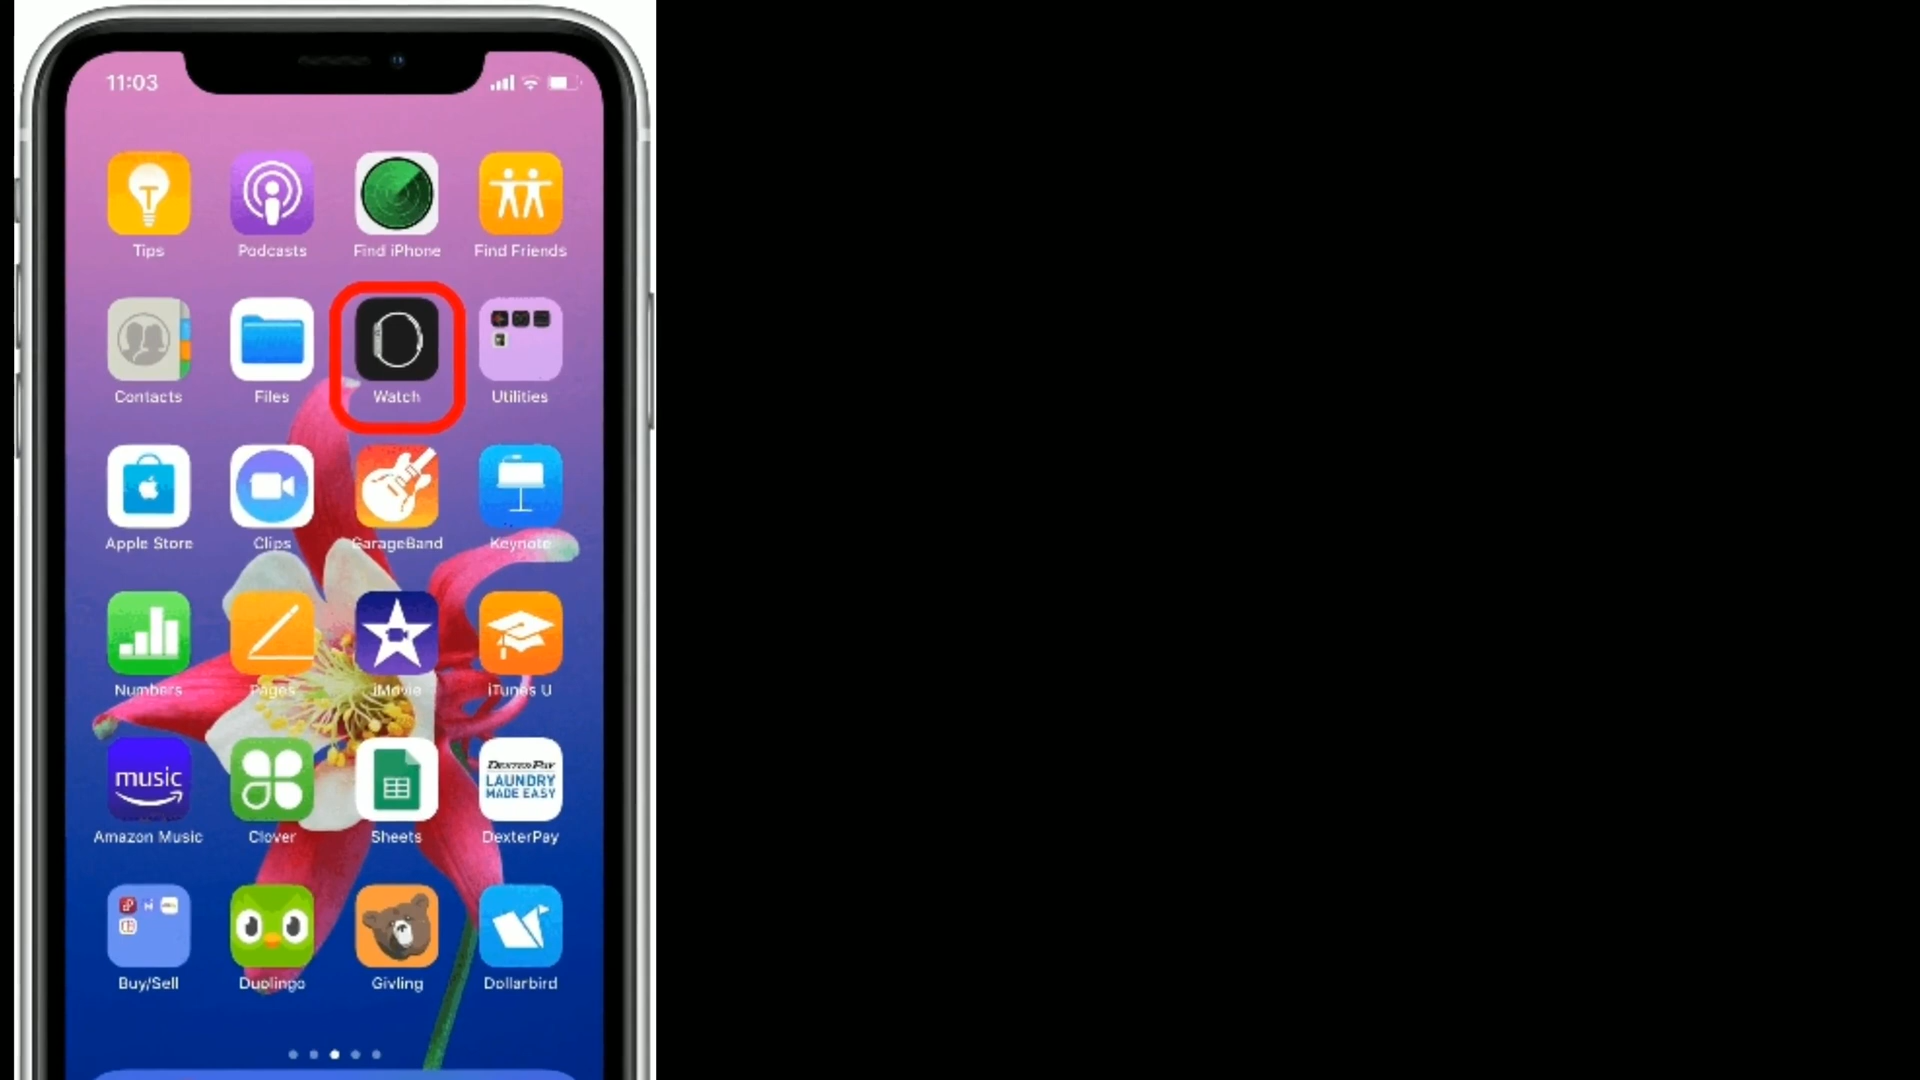 11:03
Tips Podcasts Find iPhone Find Friends
Contacts Files Watch Utilities
Apple Store Clips GarageBand Keynote
Numbers Pages iMovie iTunes U
music
DEXTERPAY
LAUNDRY
MADE EASY
Amazon Music Clover Sheets DexterPay
Buy/Sell Duolingo Givling Dollarbird